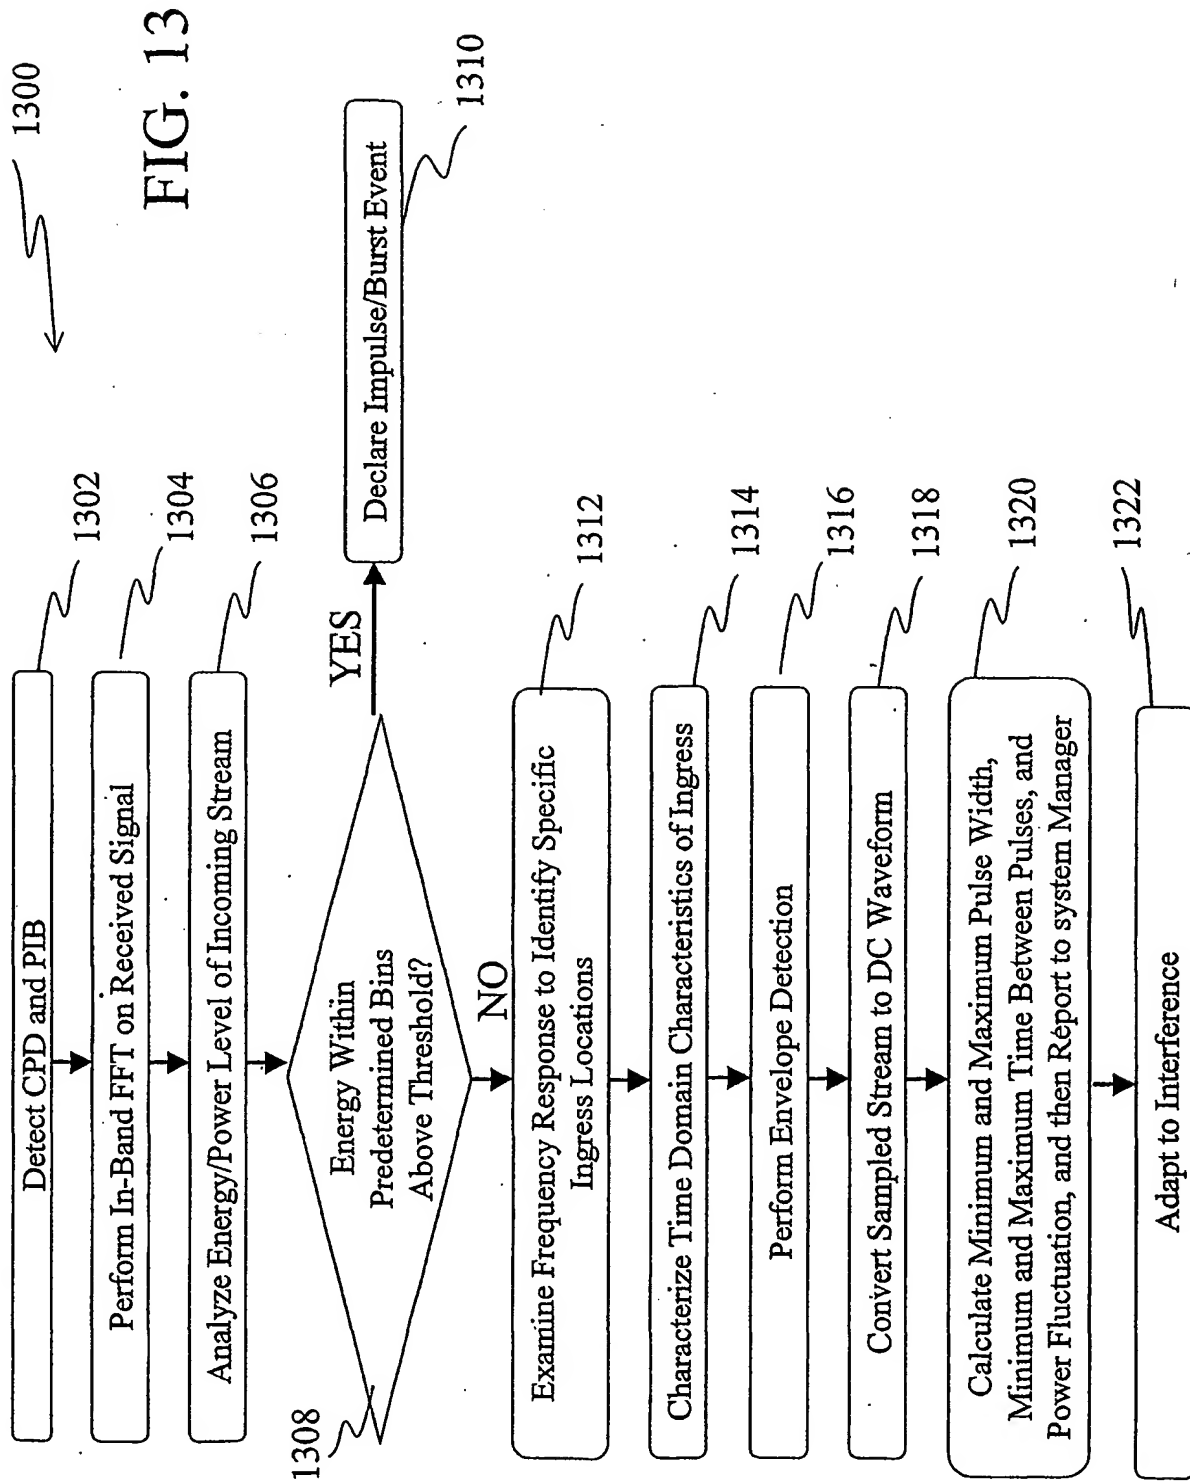 1300
FIG. 13
Detect CPD and PIB
1302
Perform In-Band FFT on Received Signal
1304
Analyze Energy/Power Level of Incoming Stream
1306
Energy Within
Predetermined Bins
Above Threshold?
1308
YES
Declare Impulse/Burst Event
1310
NO
Examine Frequency Response to Identify Specific
Ingress Locations
1312
Characterize Time Domain Characteristics of Ingress
1314
Perform Envelope Detection
1316
Convert Sampled Stream to DC Waveform
1318
Calculate Minimum and Maximum Pulse Width,
Minimum and Maximum Time Between Pulses, and
Power Fluctuation, and then Report to system Manager
1320
Adapt to Interference
1322